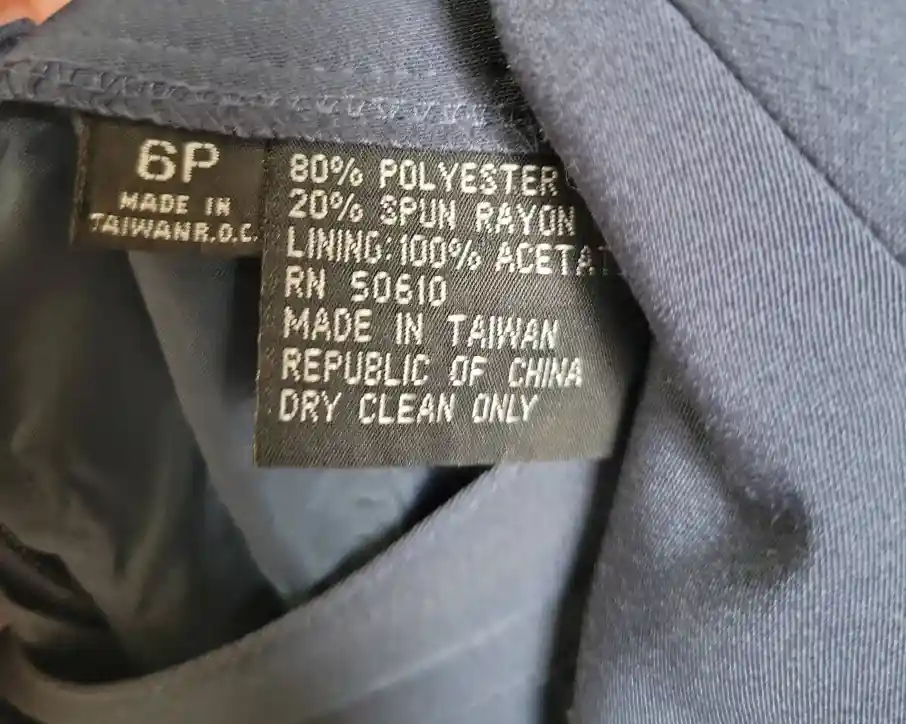 6P
MADE IN
TAIWAN R.O.C.
80% POLYESTER
20% SPUN RAYON
LINING: 100% ACETAT
RN 50610
MADE IN TAIWAN
REPUBLIC OF CHINA
DRY CLEAN ONLY